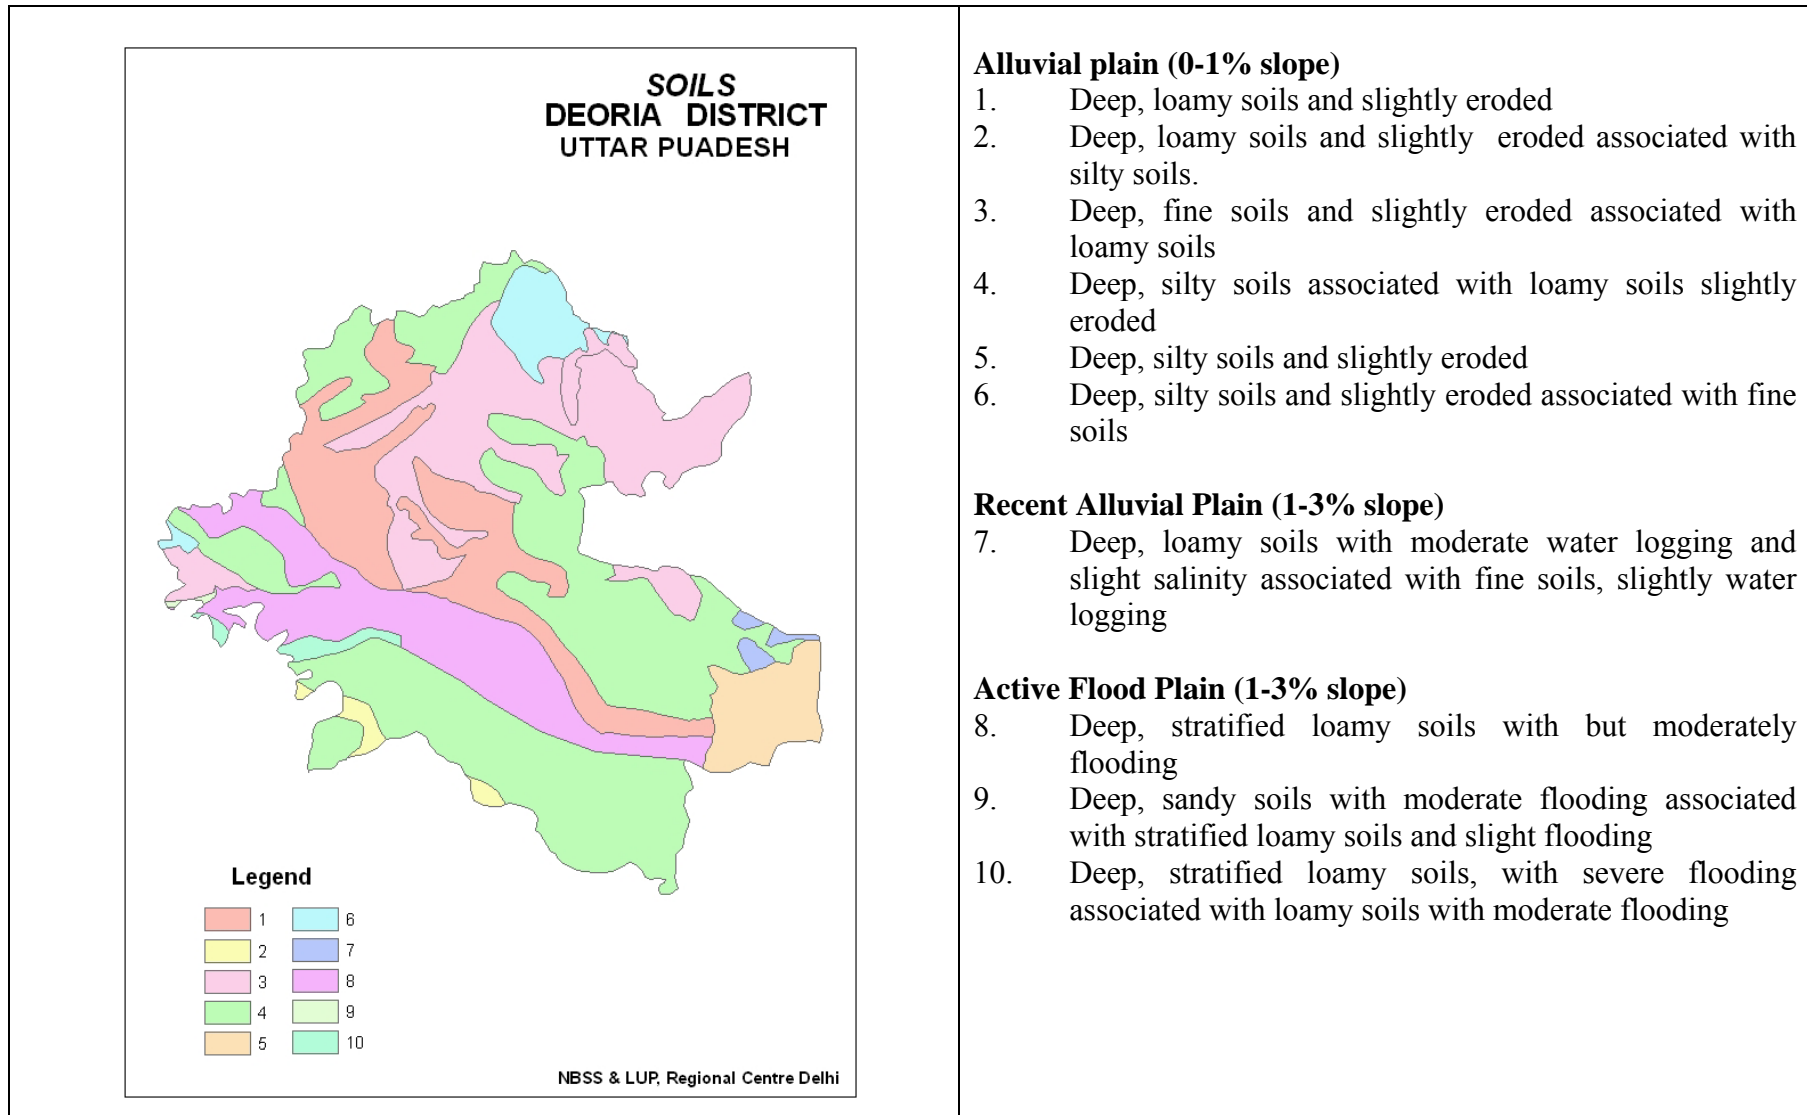 SOILS
DEORIA DISTRICT
UTTAR PUADESH
Legend
1
2
3
4
5
6
7
8
9
10
NBSS & LUP, Regional Centre Delhi
Alluvial plain (0-1% slope)
1. Deep, loamy soils and slightly eroded
2. Deep, loamy soils and slightly eroded associated with
silty soils.
3. Deep, fine soils and slightly eroded associated with
loamy soils
4. Deep, silty soils associated with loamy soils slightly
eroded
5. Deep, silty soils and slightly eroded
6. Deep, silty soils and slightly eroded associated with fine
soils
Recent Alluvial Plain (1-3% slope)
7. Deep, loamy soils with moderate water logging and
slight salinity associated with fine soils, slightly water
logging
Active Flood Plain (1-3% slope)
8. Deep, stratified loamy soils with but moderately
flooding
9. Deep, sandy soils with moderate flooding associated
with stratified loamy soils and slight flooding
10. Deep, stratified loamy soils, with severe flooding
associated with loamy soils with moderate flooding